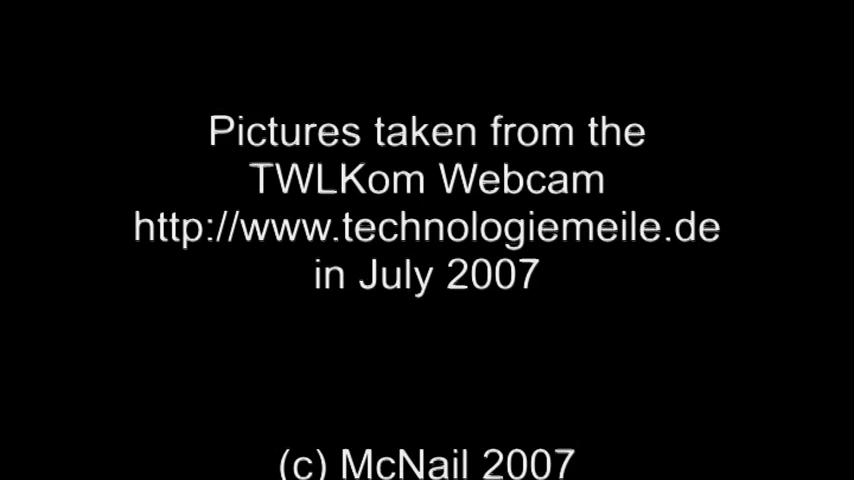 Pictures taken from the
TWLKom Webcam
http://www.technologiemeile.de
in July 2007
(c) McNail 2007